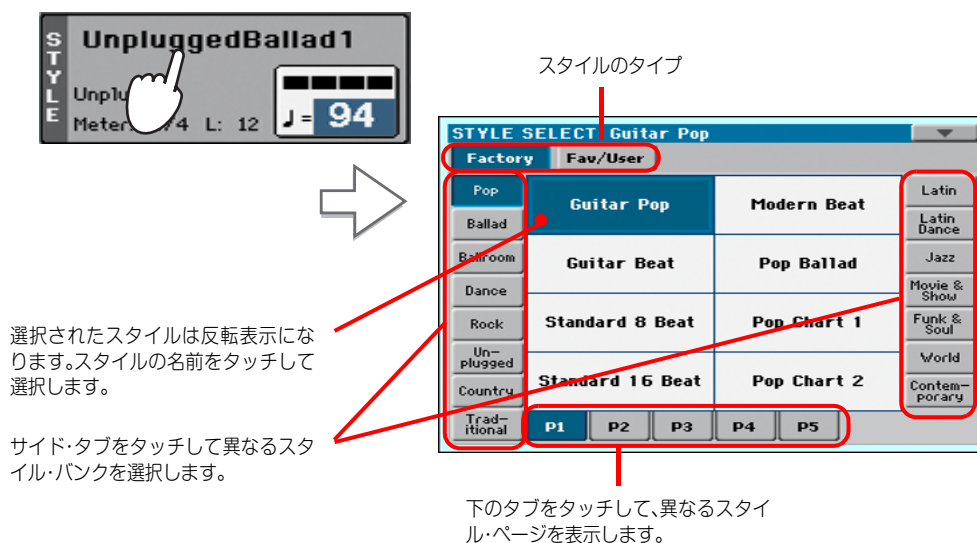 STYLE
UnpluggedBallad1
Unplu
Meter: /4 L: 12
♩= 94
スタイルのタイプ
STYLE SELECT Guitar Pop
Factory Fav/User
Pop
Ballad
Ballroom
Dance
Rock
Un-
plugged
Country
Trad-
itional
Guitar Pop Modern Beat
Guitar Beat Pop Ballad
Standard 8 Beat Pop Chart 1
Standard 16 Beat Pop Chart 2
Latin
Latin
Dance
Jazz
Movie &
Show
Funk &
Soul
World
Contem-
porary
P1 P2 P3 P4 P5
選択されたスタイルは反転表示にな
ります。スタイルの名前をタッチして
選択します。
サイド・タブをタッチして異なるスタ
イル・バンクを選択します。
下のタブをタッチして、異なるスタイ
ル・ページを表示します。